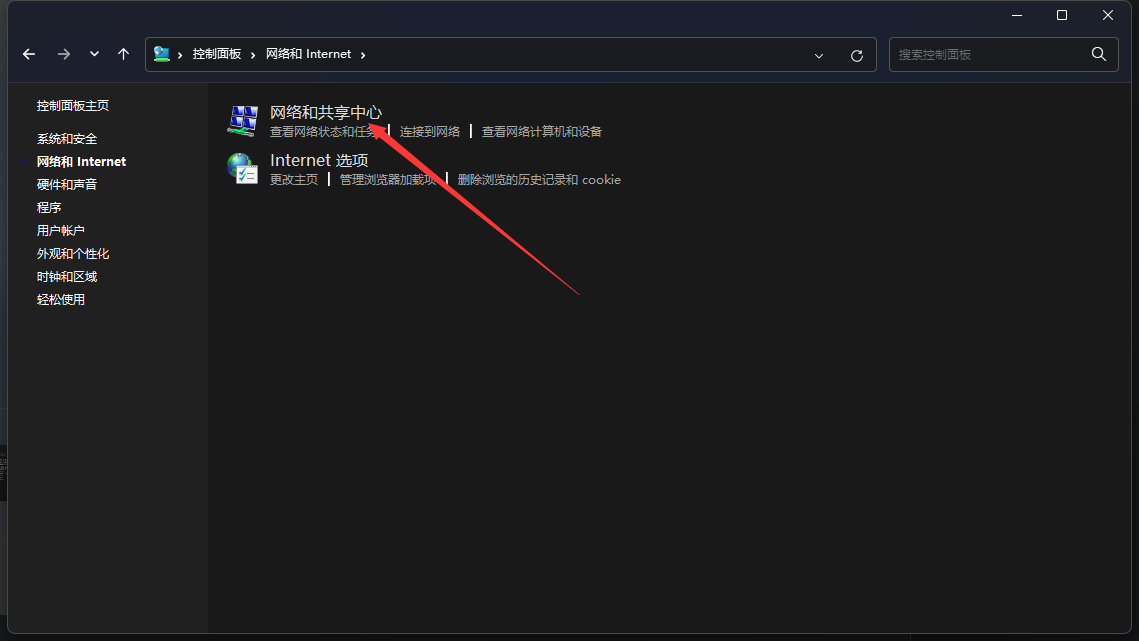 控制面板 网络和 Internet
搜索控制面板
控制面板主页
系统和安全
网络和 Internet
硬件和声音
程序
用户帐户
外观和个性化
时钟和区域
轻松使用
网络和共享中心
查看网络状态和任务 连接到网络 查看网络计算机和设备
Internet 选项
更改主页 管理浏览器加载项 删除浏览的历史记录和 cookie